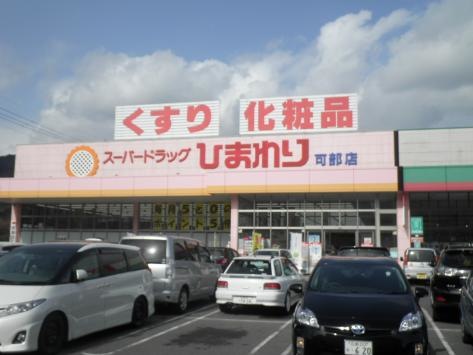 くすり 化粧品
スーパードラッグ ひまわり 可部店